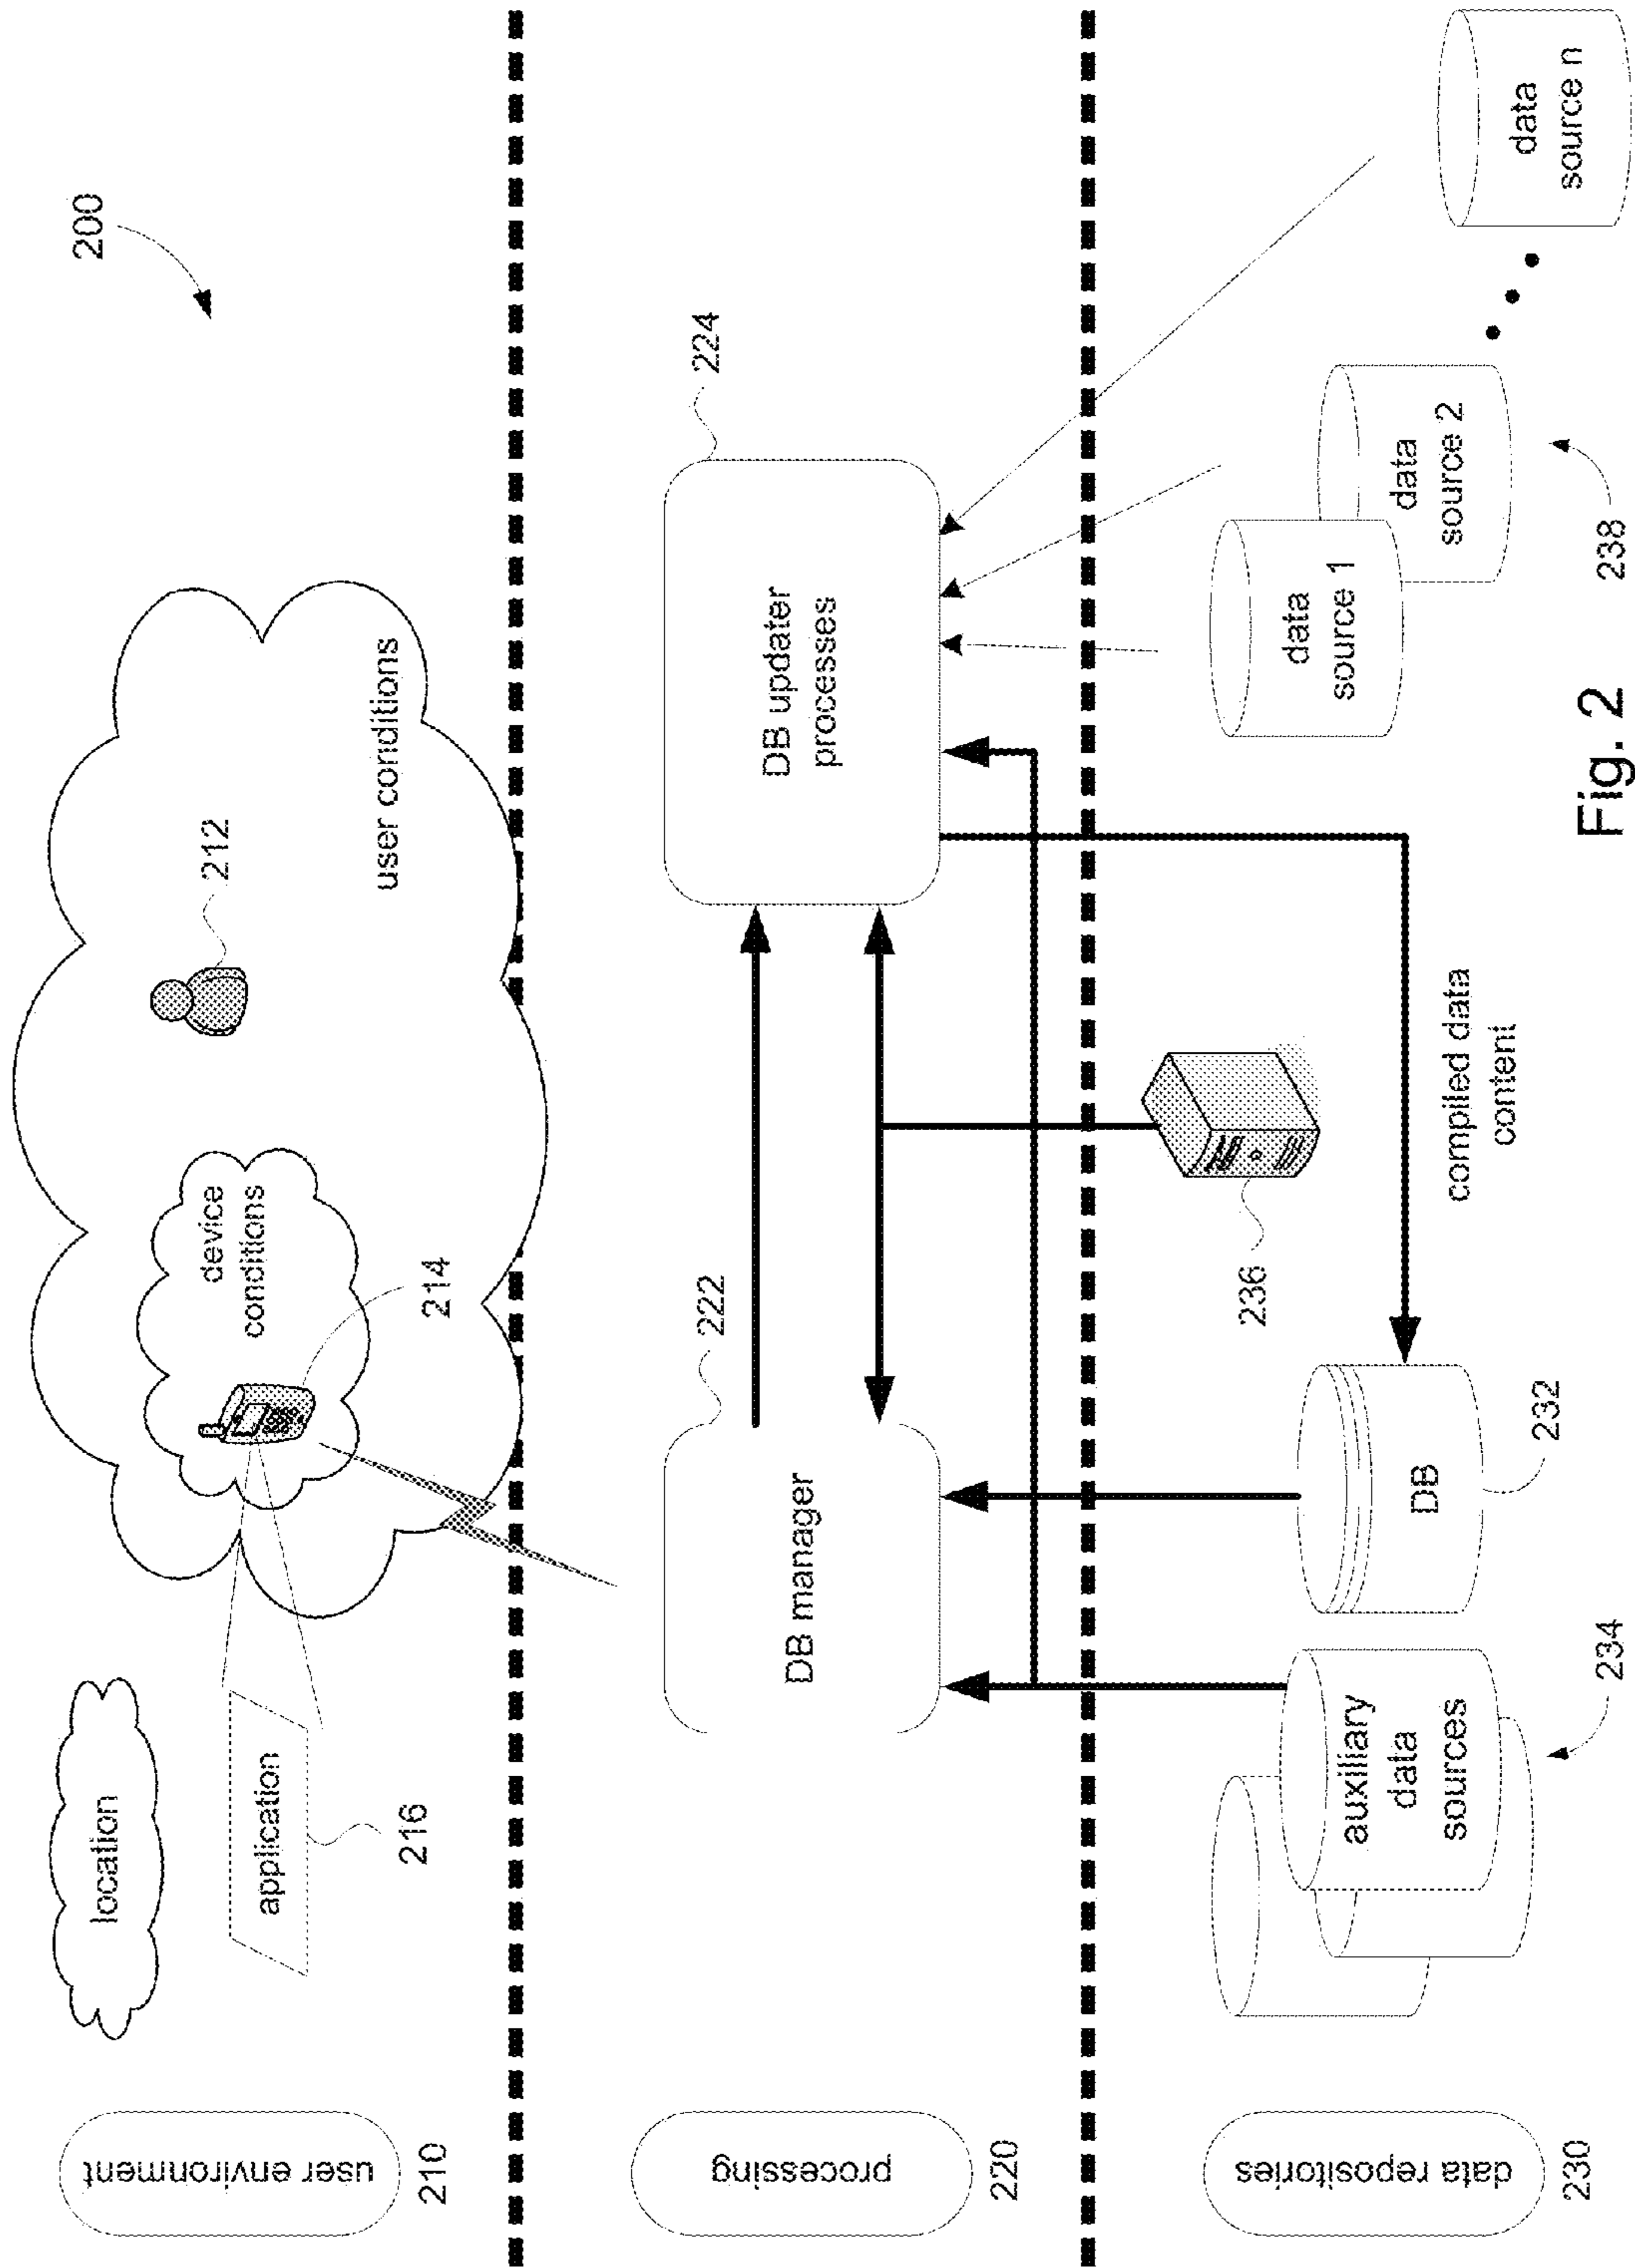 200
location
device
conditions
214
212
user conditions
application
216
user environment
210
222
DB manager
224
DB updater
processes
processing
220
236
auxiliary
data
sources
234
DB
232
compiled data
content
data
source 1
data
source 2
238
data
source n
data repositories
230
Fig. 2